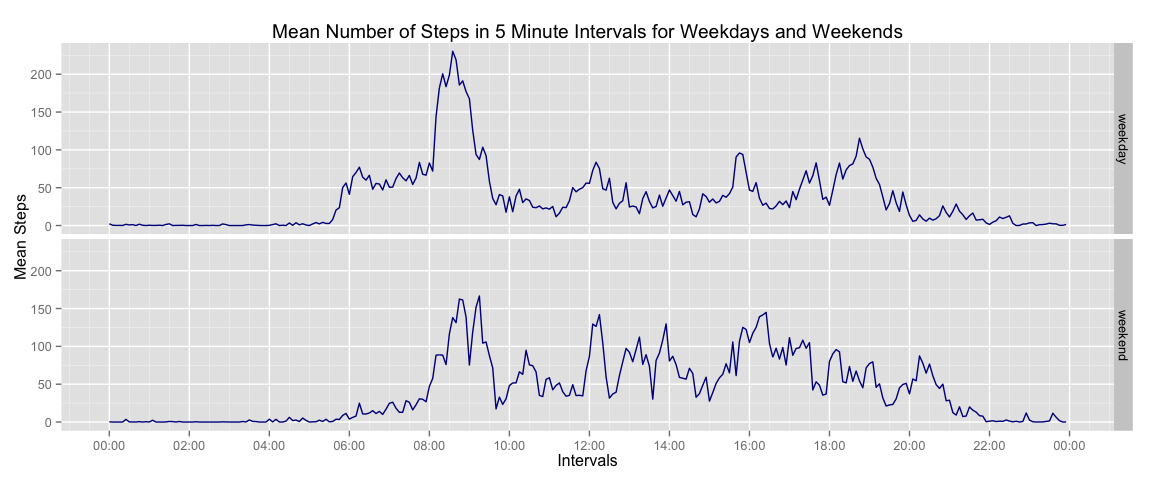 Mean Number of Steps in 5 Minute Intervals for Weekdays and Weekends
Mean Steps
200
150
100
50
0
weekday
200
150
100
50
0
weekend
00:00 02:00 04:00 06:00 08:00 10:00 12:00 14:00 16:00 18:00 20:00 22:00 00:00
Intervals